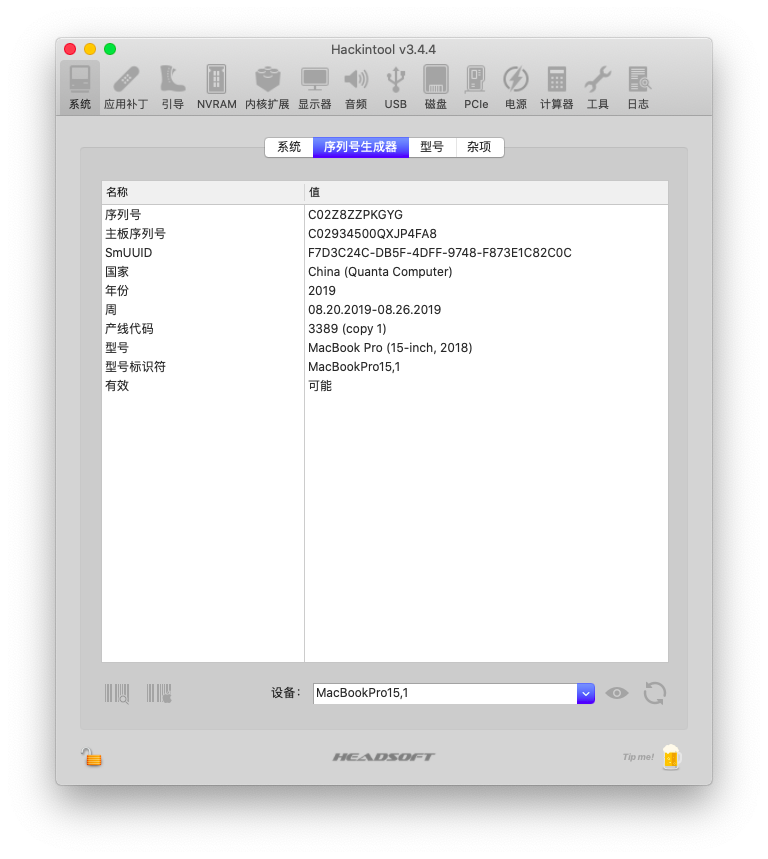 Hackintool v3.4.4
系统 应用补丁 引导 NVRAM 内核扩展 显示器 音频 USB 磁盘 PCIe 电源 计算器 工具 日志
系统 序列号生成器 型号 杂项
名称 值
序列号 C02Z8ZZPKGYG
主板序列号 C02934500QXJP4FA8
SmUUID F7D3C24C-DB5F-4DFF-9748-F873E1C82C0C
国家 China (Quanta Computer)
年份 2019
周 08.20.2019-08.26.2019
产线代码 3389 (copy 1)
型号 MacBook Pro (15-inch, 2018)
型号标识符 MacBookPro15,1
有效 可能
设备： MacBookPro15,1
HEADSOFT Tip me!